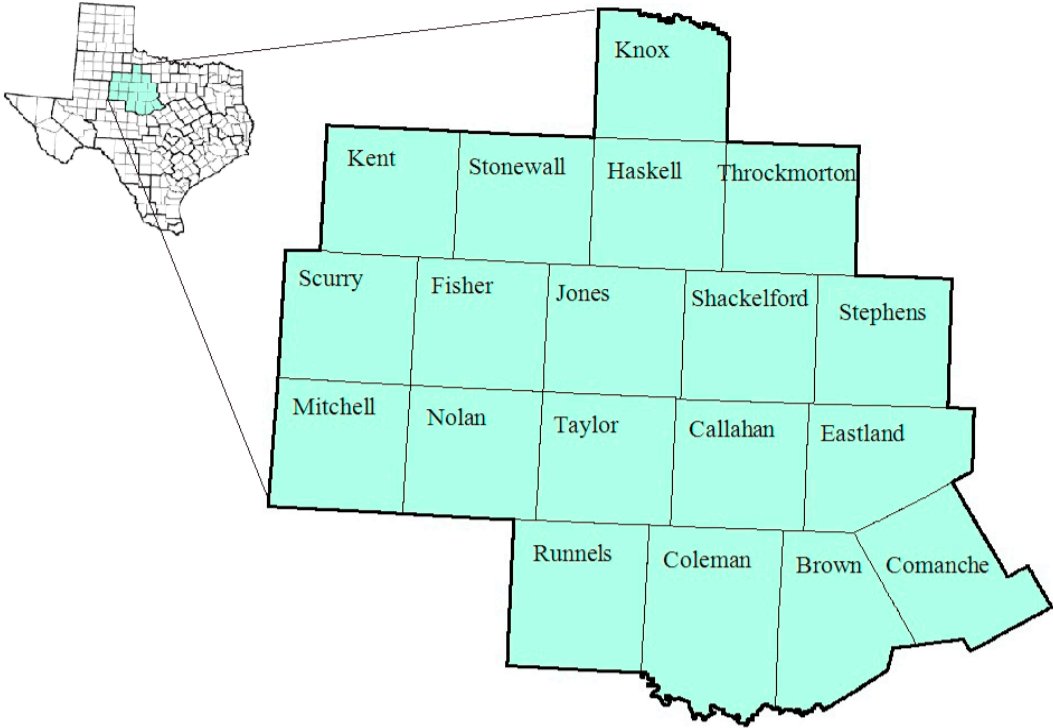 Knox
Kent
Stonewall
Haskell
Throckmorton
Scurry
Fisher
Jones
Shackelford
Stephens
Mitchell
Nolan
Taylor
Callahan
Eastland
Runnels
Coleman
Brown
Comanche